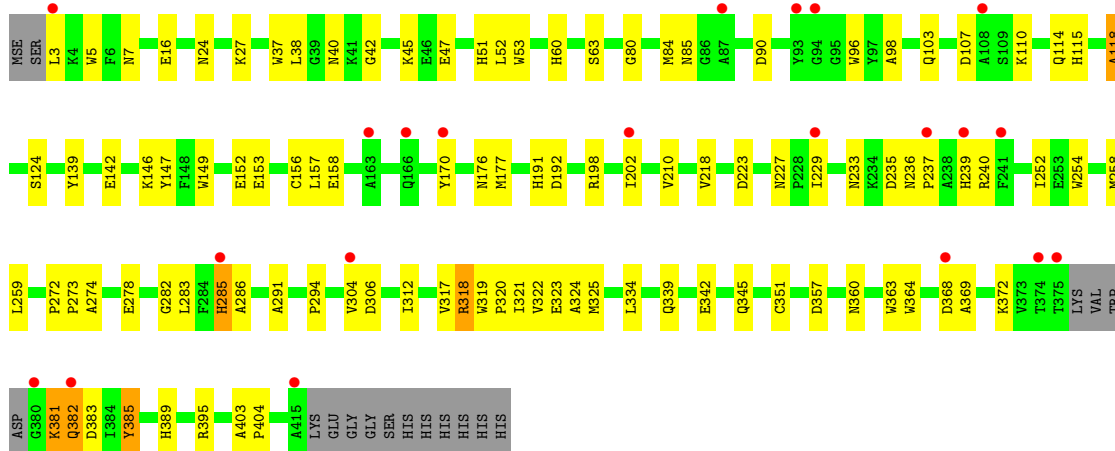 MSE SER L3 K4 W5 F6 N7 E16 N24 K27 W37 L38 G39 N40 K41 G42 K45 E46 E47 H51 L52 W53 H60 S63 G80 M84 N85 G86 A87 D90 Y93 G94 G95 W96 Y97 A98 Q103 D107 A108 S109 K110 Q114 H115 A118
S124 Y139 E142 K146 Y147 F148 W149 E152 E153 C156 L157 E158 A163 Q166 Y170 N176 M177 H191 D192 R198 I202 V210 V218 D223 N227 P228 I229 N233 K234 D235 N236 P237 A238 H239 R240 F241 I252 E253 W254 M258
L259 P272 P273 A274 E278 G282 L283 F284 H285 A286 A291 P294 V304 D306 I312 V317 R318 W319 P320 I321 V322 E323 A324 M325 L334 Q339 E342 Q345 C351 D357 N360 W363 W364 D368 A369 K372 V373 T374 T375 LYS VAL TRP
ASP G380 K381 Q382 D383 I384 Y385 H389 R395 A403 P404 A415 LYS GLU GLY GLY SER HIS HIS HIS HIS HIS HIS